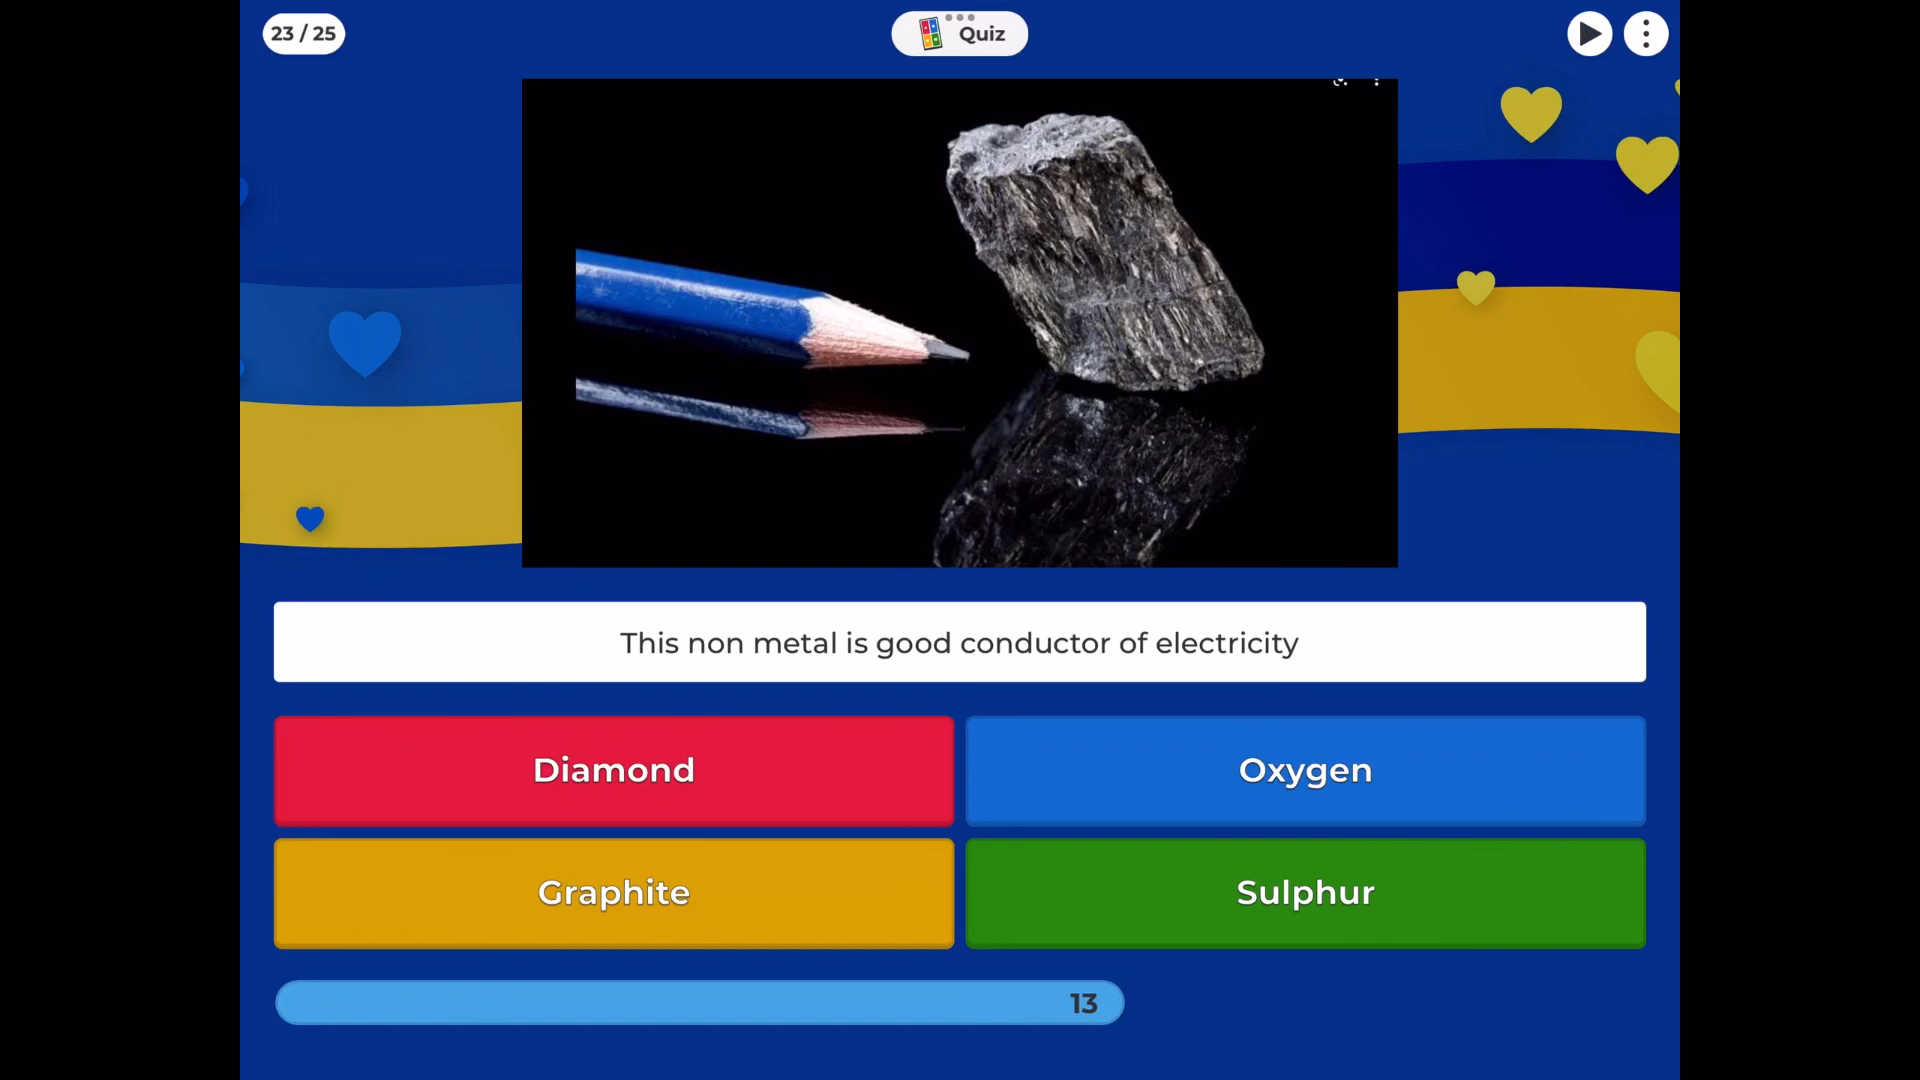 23 / 25
Quiz
This non metal is good conductor of electricity
Diamond
Oxygen
Graphite
Sulphur
13